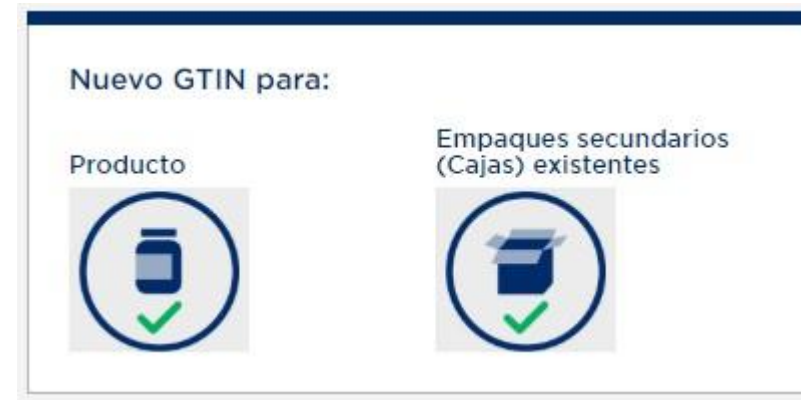 Nuevo GTIN para:
Producto
Empaques secundarios
(Cajas) existentes